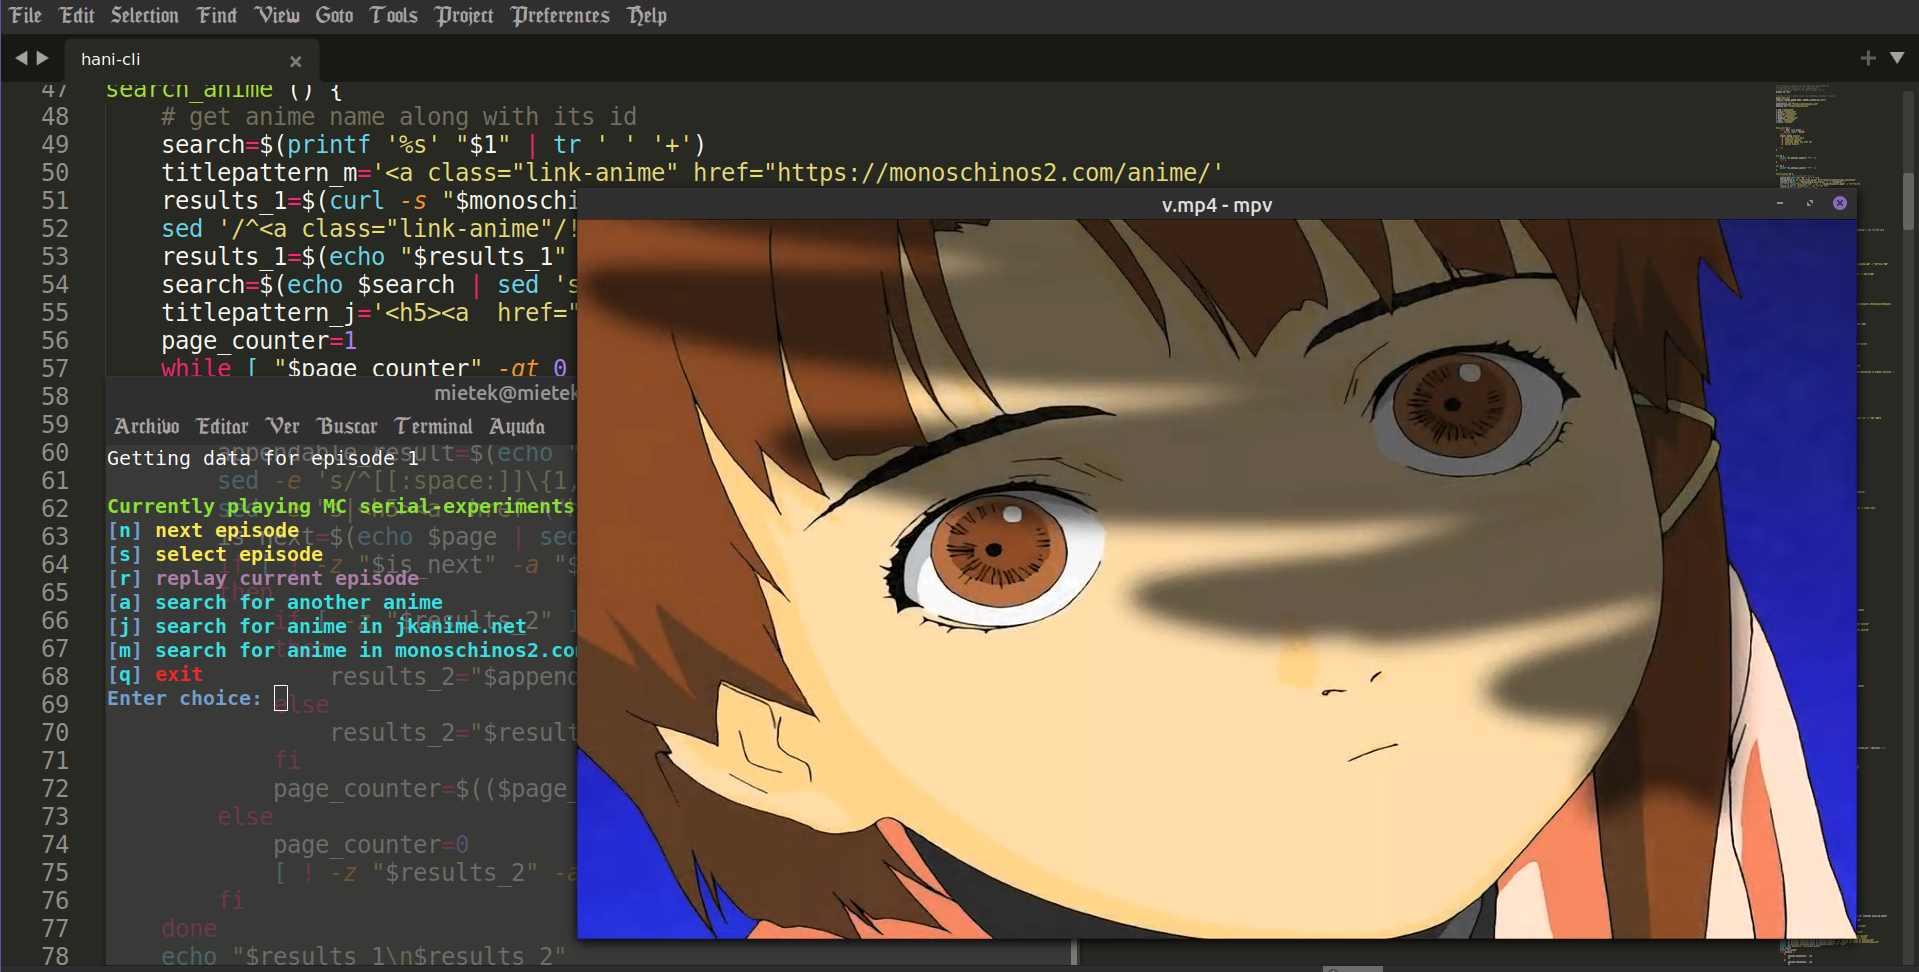 File Edit Selection Find View Goto Tools Project Preferences Help
hani-cli
47 search_anime () {
48 # get anime name along with its id
49 search=$(printf '%s' "$1" | tr ' ' '+')
50 titlepattern_m='<a class="link-anime" href="https://monoschinos2.com/anime/'
51 results_1=$(curl -s "$monoschi
52 sed '/^<a class="link-anime"/!
53 results_1=$(echo "$results_1"
54 search=$(echo $search | sed 's
55 titlepattern_j='<h5><a  href="
56 page_counter=1
57 while [ "$page_counter" -gt 0
58
59
60 appendable_result=$(echo "
61 sed -e 's/^[[:space:]]\{1,
62
63 is_next=$(echo $page | sed
64 -z "$is_next" -a "$
65 then
66 if [ -z "$results_2" ]
67
68 results_2="$append
69 else
70 results_2="$result
71 fi
72 page_counter=$(($page_
73 else
74 page_counter=0
75 [ ! -z "$results_2" -a
76 fi
77 done
78 echo "$results_1\n$results_2"
v.mp4 - mpv
mietek@mietek
Archivo Editar Ver Buscar Terminal Ayuda
Getting data for episode 1
Currently playing MC serial-experiments
[n] next episode
[s] select episode
[r] replay current episode
[a] search for another anime
[j] search for anime in jkanime.net
[m] search for anime in monoschinos2.com
[q] exit
Enter choice: